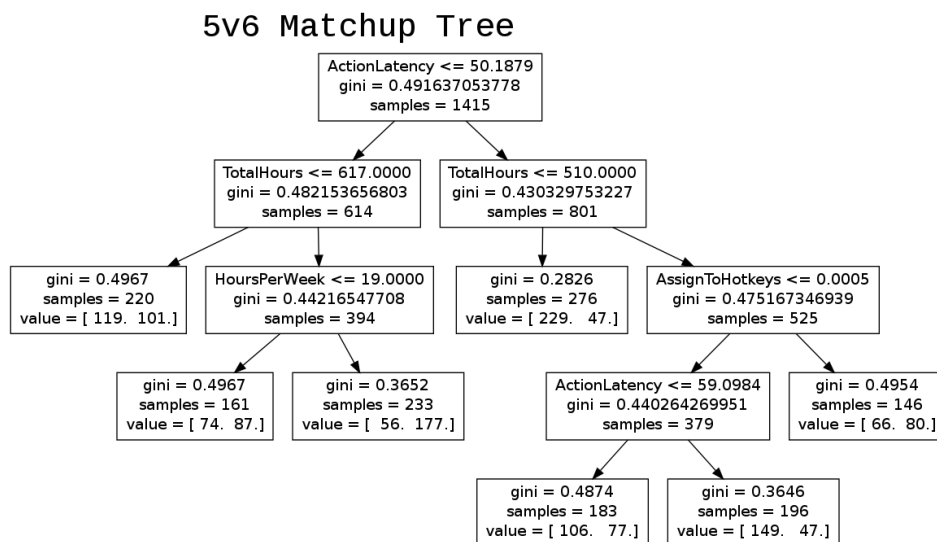 5v6 Matchup Tree
ActionLatency <= 50.1879
gini = 0.491637053778
samples = 1415
TotalHours <= 617.0000
gini = 0.482153656803
samples = 614
TotalHours <= 510.0000
gini = 0.430329753227
samples = 801
gini = 0.4967
samples = 220
value = [ 119.  101.]
HoursPerWeek <= 19.0000
gini = 0.44216547708
samples = 394
gini = 0.2826
samples = 276
value = [ 229.   47.]
AssignToHotkeys <= 0.0005
gini = 0.475167346939
samples = 525
gini = 0.4967
samples = 161
value = [ 74.  87.]
gini = 0.3652
samples = 233
value = [  56.  177.]
ActionLatency <= 59.0984
gini = 0.440264269951
samples = 379
gini = 0.4954
samples = 146
value = [ 66.  80.]
gini = 0.4874
samples = 183
value = [ 106.   77.]
gini = 0.3646
samples = 196
value = [ 149.   47.]